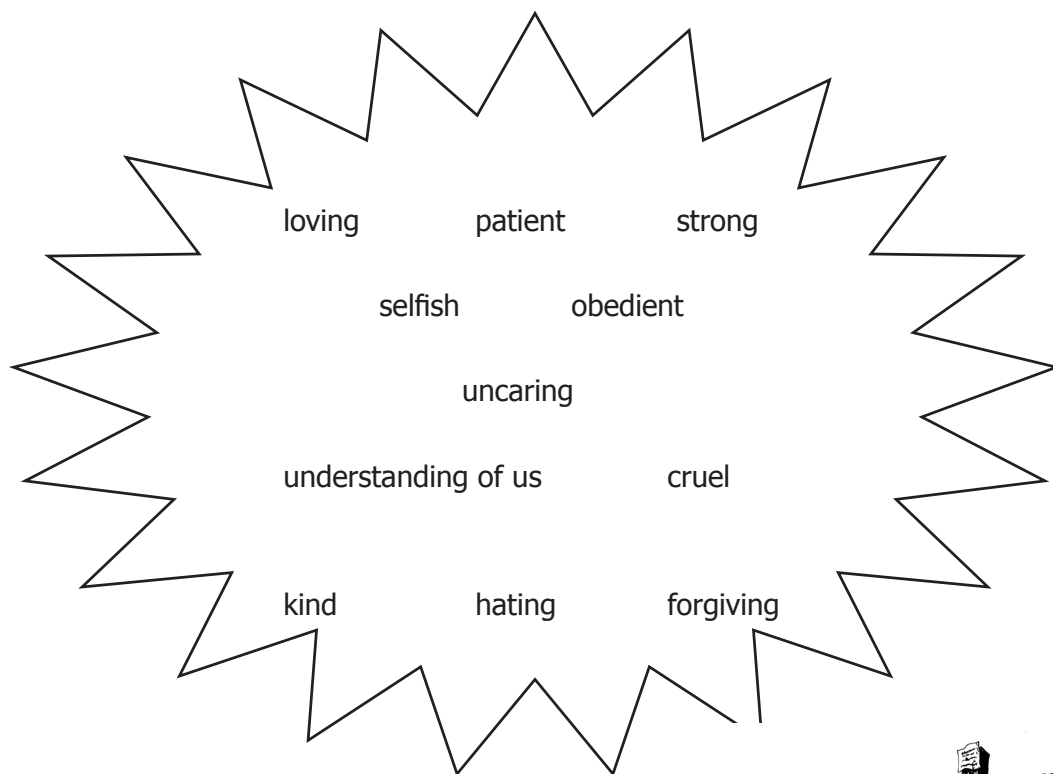 loving patient strong
selfish obedient
uncaring
understanding of us cruel
kind hating forgiving